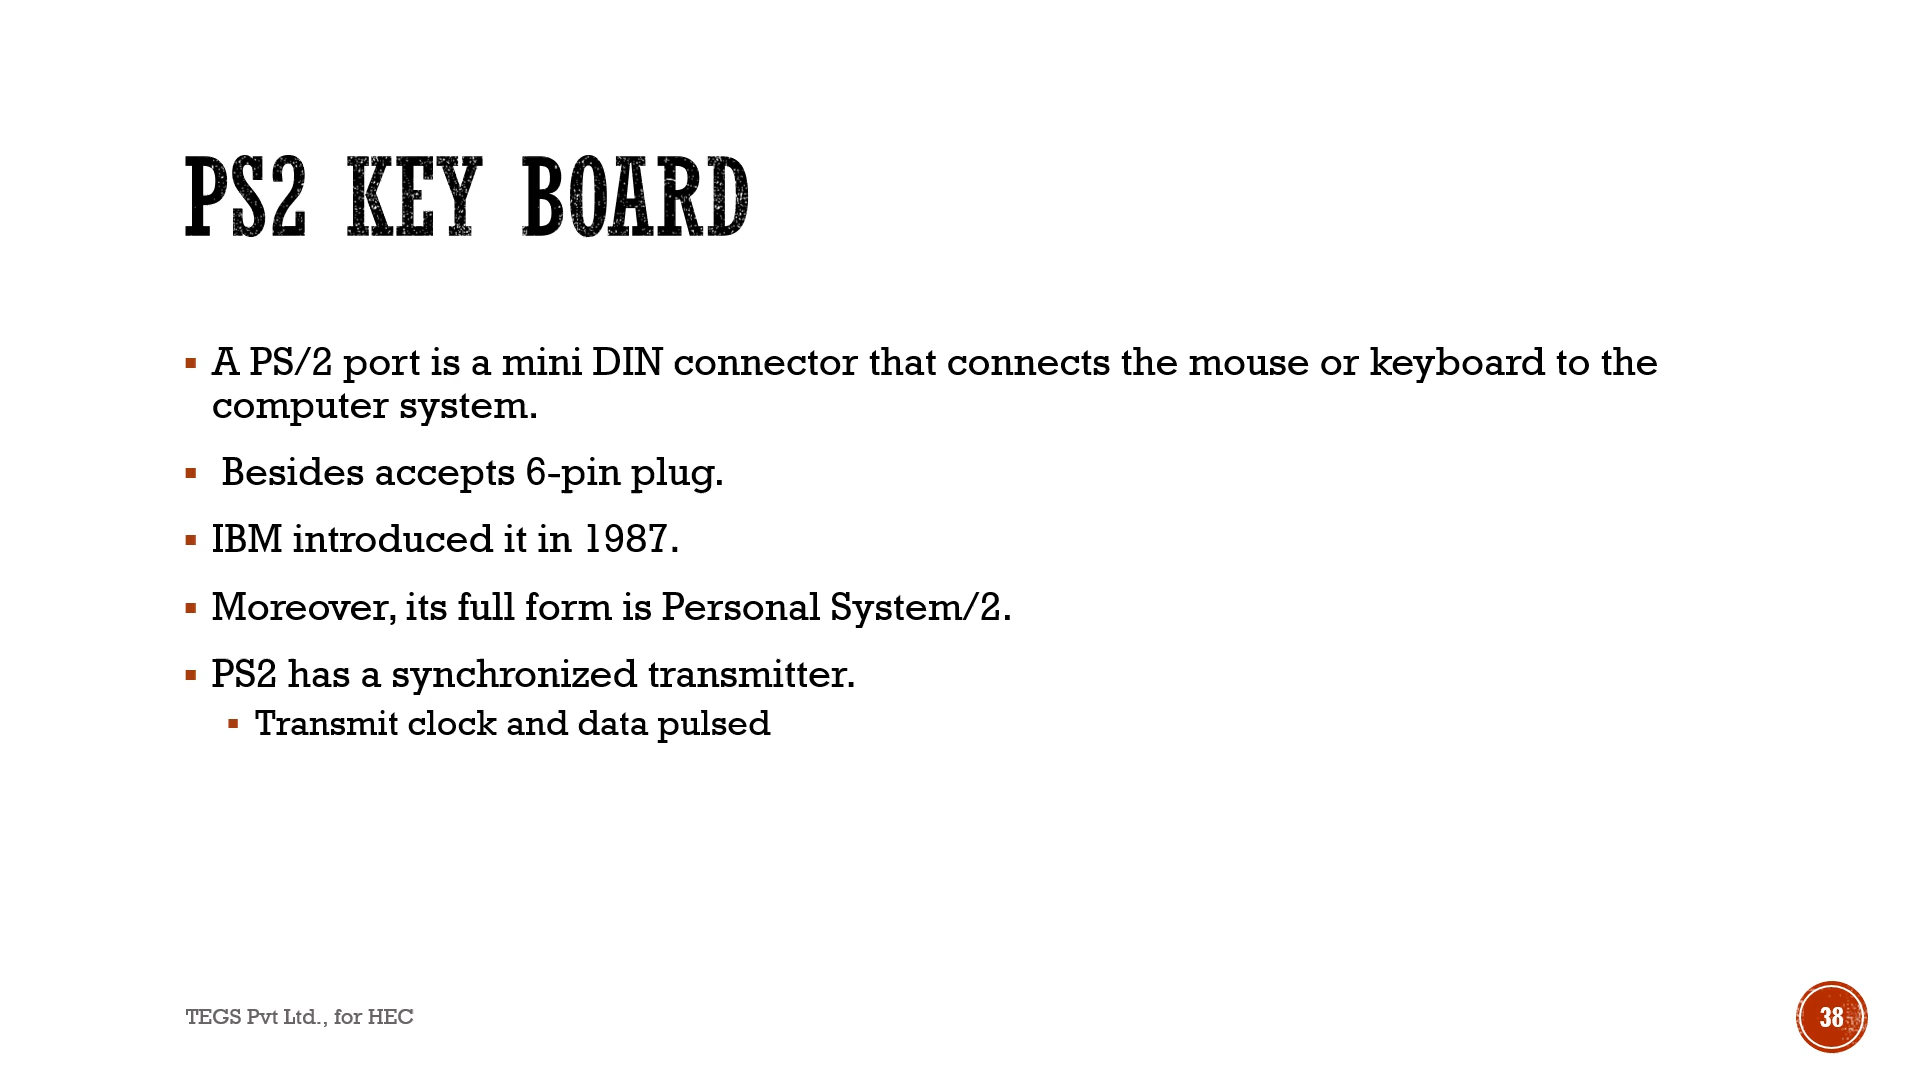 PS2 KEY BOARD
▪ A PS/2 port is a mini DIN connector that connects the mouse or keyboard to the
computer system.
▪ Besides accepts 6-pin plug.
▪ IBM introduced it in 1987.
▪ Moreover, its full form is Personal System/2.
▪ PS2 has a synchronized transmitter.
▪ Transmit clock and data pulsed
TEGS Pvt Ltd., for HEC
38